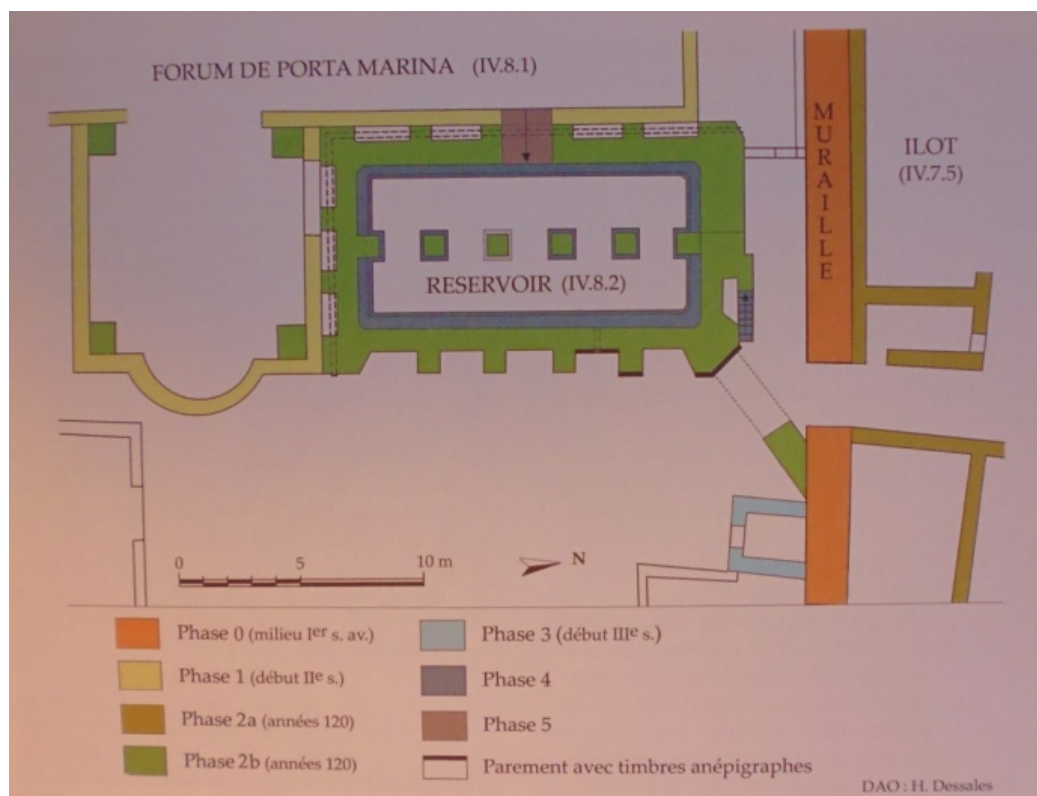 FORUM DE PORTA MARINA (IV.8.1)
MURAILLE
ILOT
(IV.7.5)
RESERVOIR (IV.8.2)
0 5 10 m
N
Phase 0 (milieu Ier s. av.)
Phase 1 (début IIe s.)
Phase 2a (années 120)
Phase 2b (années 120)
Phase 3 (début IIIe s.)
Phase 4
Phase 5
Parement avec timbres anépigraphes
DAO : H. Dessales